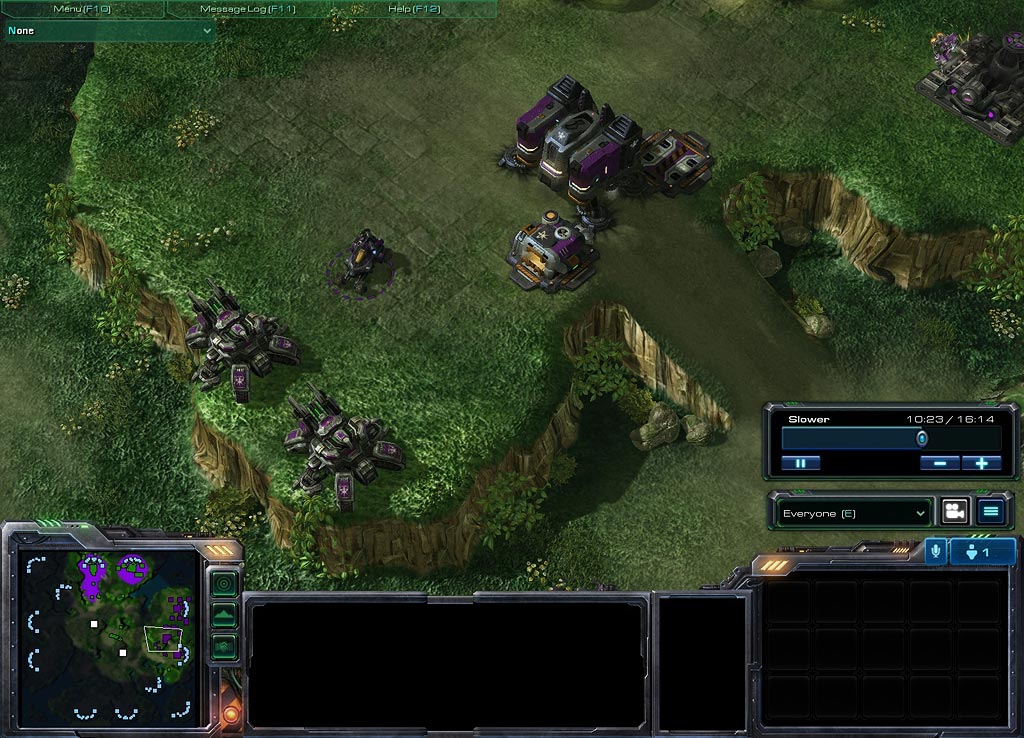 Menu (F10)
Message Log (F11)
Help (F12)
None
Slower
10:23 / 16:14
Everyone (E)
1